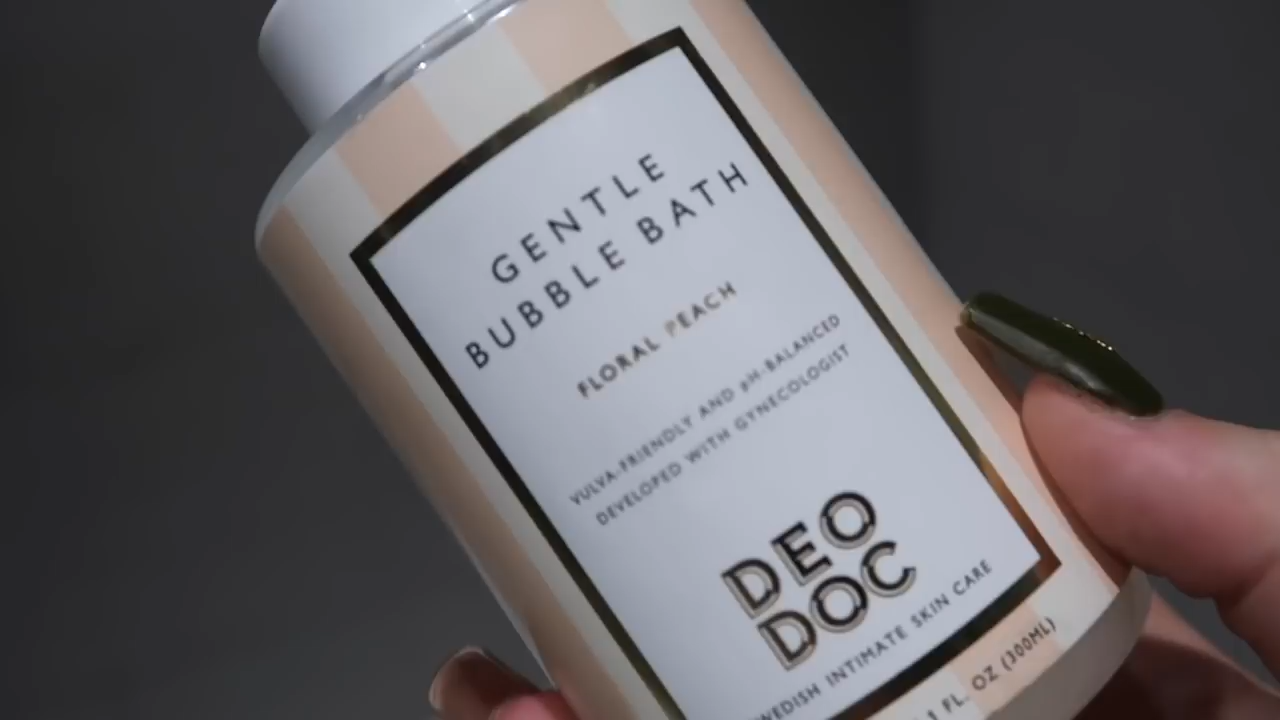 GENTLE
BUBBLE BATH
FLORAL PEACH
VULVA-FRIENDLY AND pH-BALANCED
DEVELOPED WITH GYNECOLOGIST
DEO
DOC
WEDISH INTIMATE SKIN CARE
.1 FL. OZ (300ML)